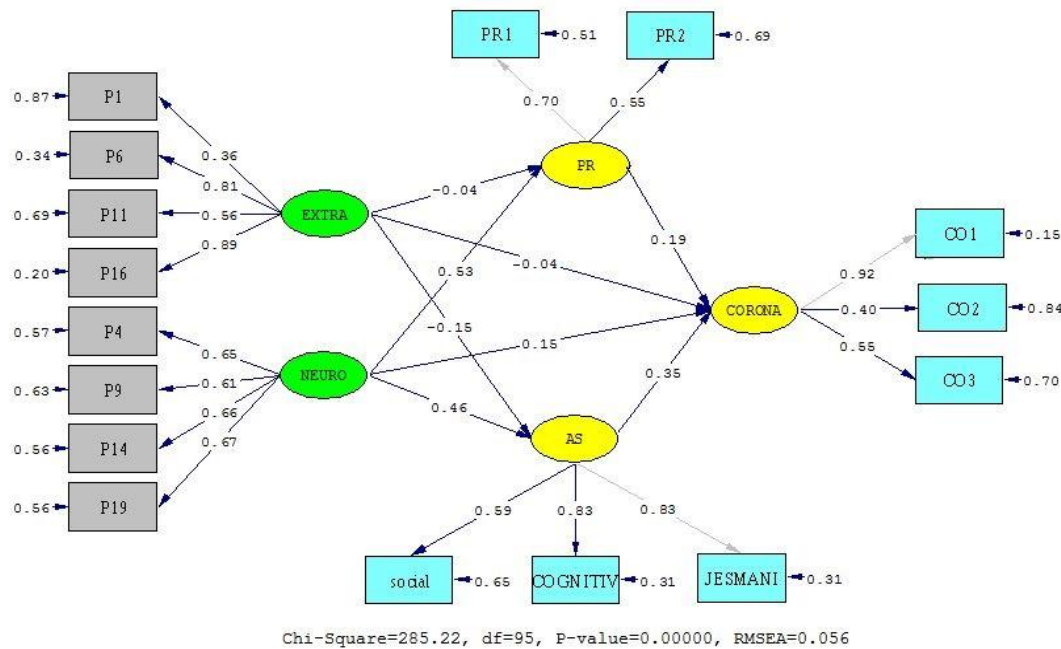 PR1
0.51
PR2
0.69
0.87
P1
0.70
0.55
0.34
P6
0.36
0.81
PR
0.69
P11
0.56
EXTRA
-0.04
0.89
0.20
P16
0.53
-0.04
0.19
CO1
0.15
0.92
0.57
P4
-0.15
CORONA
0.40
CO2
0.84
0.65
0.15
0.55
0.63
P9
0.61
NEURO
0.66
0.46
0.35
CO3
0.70
0.56
P14
0.67
AS
0.56
P19
0.59
0.83
0.83
social
0.65
COGNITIV
0.31
JESMANI
0.31
Chi-Square=285.22, df=95, P-value=0.00000, RMSEA=0.056